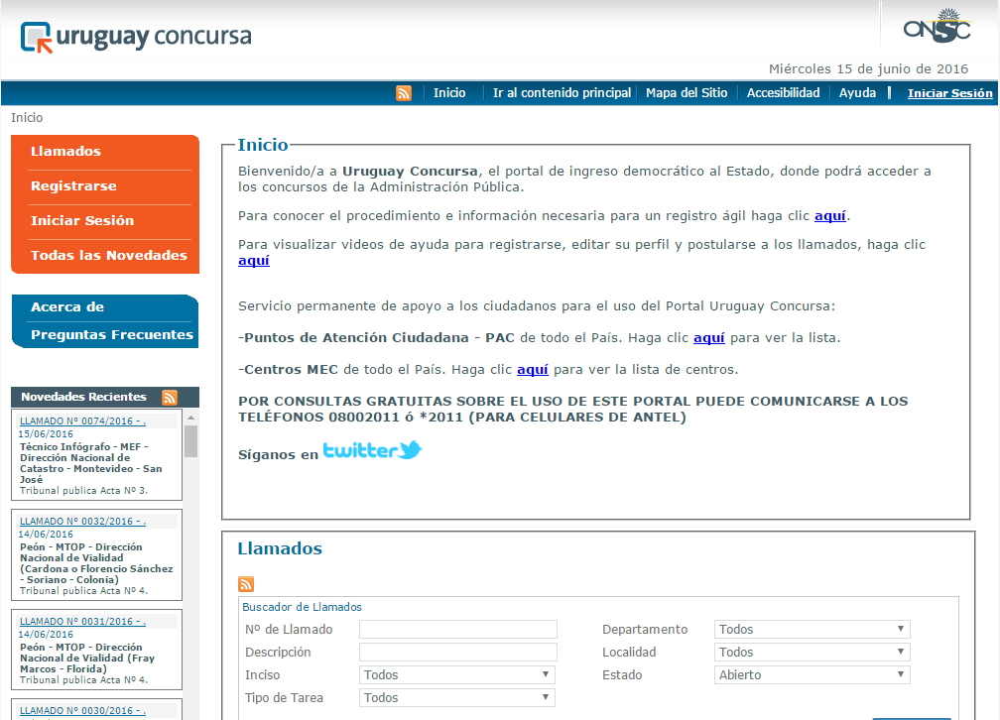 uruguay concursa
ONSC
Miércoles 15 de junio de 2016
Inicio
Ir al contenido principal
Mapa del Sitio
Accesibilidad
Ayuda
Iniciar Sesión
Inicio
Llamados
Registrarse
Iniciar Sesión
Todas las Novedades
Acerca de
Preguntas Frecuentes
Novedades Recientes
LLAMADO Nº 0074/2016 - .
15/06/2016
Técnico Infógrafo - MEF -
Dirección Nacional de
Catastro - Montevideo - San
José
Tribunal publica Acta Nº 3.
LLAMADO Nº 0032/2016 - .
14/06/2016
Peón - MTOP - Dirección
Nacional de Vialidad
(Cardona o Florencio Sánchez
- Soriano - Colonia)
Tribunal publica Acta Nº 4.
LLAMADO Nº 0031/2016 - .
14/06/2016
Peón - MTOP - Dirección
Nacional de Vialidad (Fray
Marcos - Florida)
Tribunal publica Acta Nº 4.
LLAMADO Nº 0030/2016 - .
Inicio
Bienvenido/a a Uruguay Concursa, el portal de ingreso democrático al Estado, donde podrá acceder a
los concursos de la Administración Pública.
Para conocer el procedimiento e información necesaria para un registro ágil haga clic aquí.
Para visualizar videos de ayuda para registrarse, editar su perfil y postularse a los llamados, haga clic
aquí
Servicio permanente de apoyo a los ciudadanos para el uso del Portal Uruguay Concursa:
-Puntos de Atención Ciudadana - PAC de todo el País. Haga clic aquí para ver la lista.
-Centros MEC de todo el País. Haga clic aquí para ver la lista de centros.
POR CONSULTAS GRATUITAS SOBRE EL USO DE ESTE PORTAL PUEDE COMUNICARSE A LOS
TELÉFONOS 08002011 ó *2011 (PARA CELULARES DE ANTEL)
Síganos en twitter
Llamados
Buscador de Llamados
Nº de Llamado
Departamento Todos
Descripción
Localidad Todos
Inciso Todos
Estado Abierto
Tipo de Tarea Todos